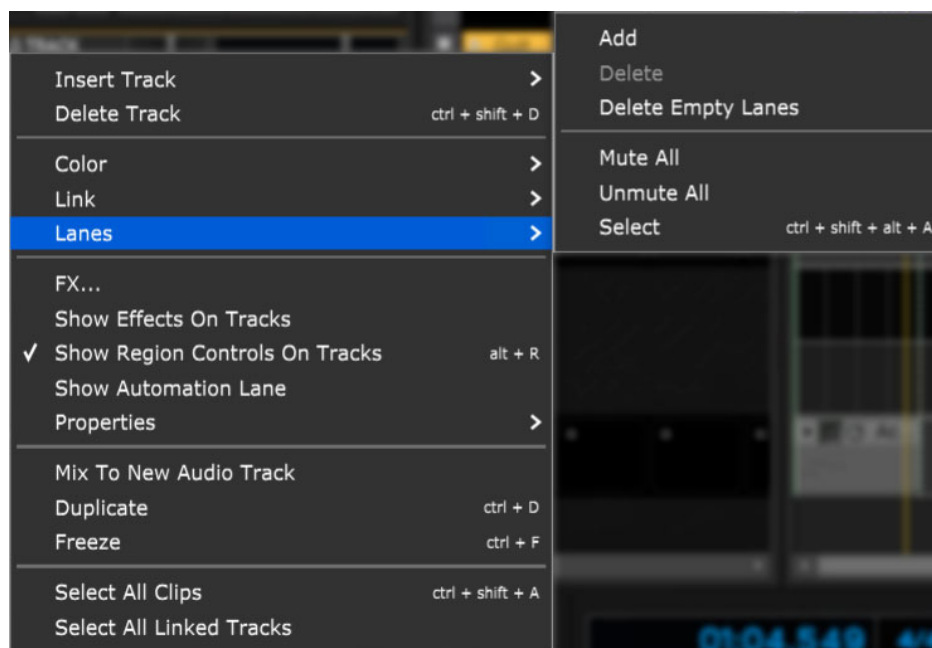 TRACK
Insert Track
Delete Track ctrl + shift + D
Color
Link
Lanes
FX...
Show Effects On Tracks
✓ Show Region Controls On Tracks alt + R
Show Automation Lane
Properties
Mix To New Audio Track
Duplicate ctrl + D
Freeze ctrl + F
Select All Clips ctrl + shift + A
Select All Linked Tracks
Add
Delete
Delete Empty Lanes
Mute All
Unmute All
Select ctrl + shift + alt + A
01:04.549 4/4